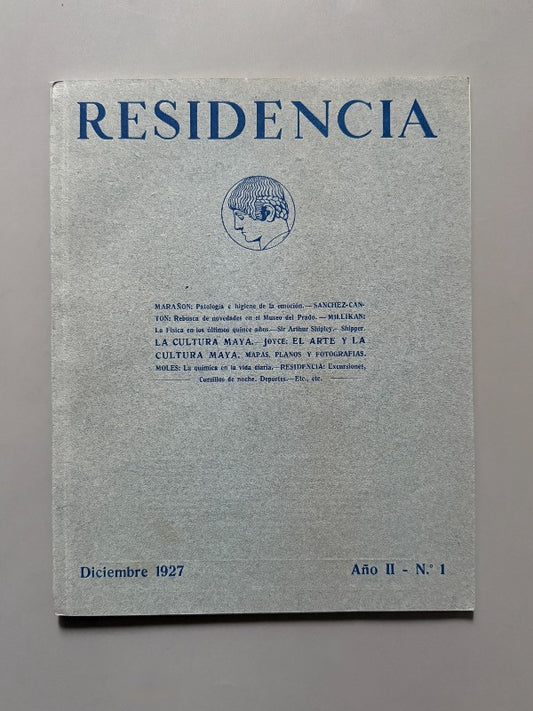 RESIDENCIA
MARAÑON: Patología e higiene de la emoción. — SANCHEZ-CAN-
TON: Rebusca de novedades en el Museo del Prado. — MILLIKAN:
La Física en los últimos quince años.—Sir Arthur Shipley.— Shipper.
LA CULTURA MAYA.— JOYCE: EL ARTE Y LA
CULTURA MAYA. MAPAS, PLANOS Y FOTOGRAFIAS.
MOLES: La química en la vida diaria.—RESIDENCIA: Excursiones,
Cursillos de noche. Deportes.—Etc., etc.
Diciembre 1927 Año II - N.º 1